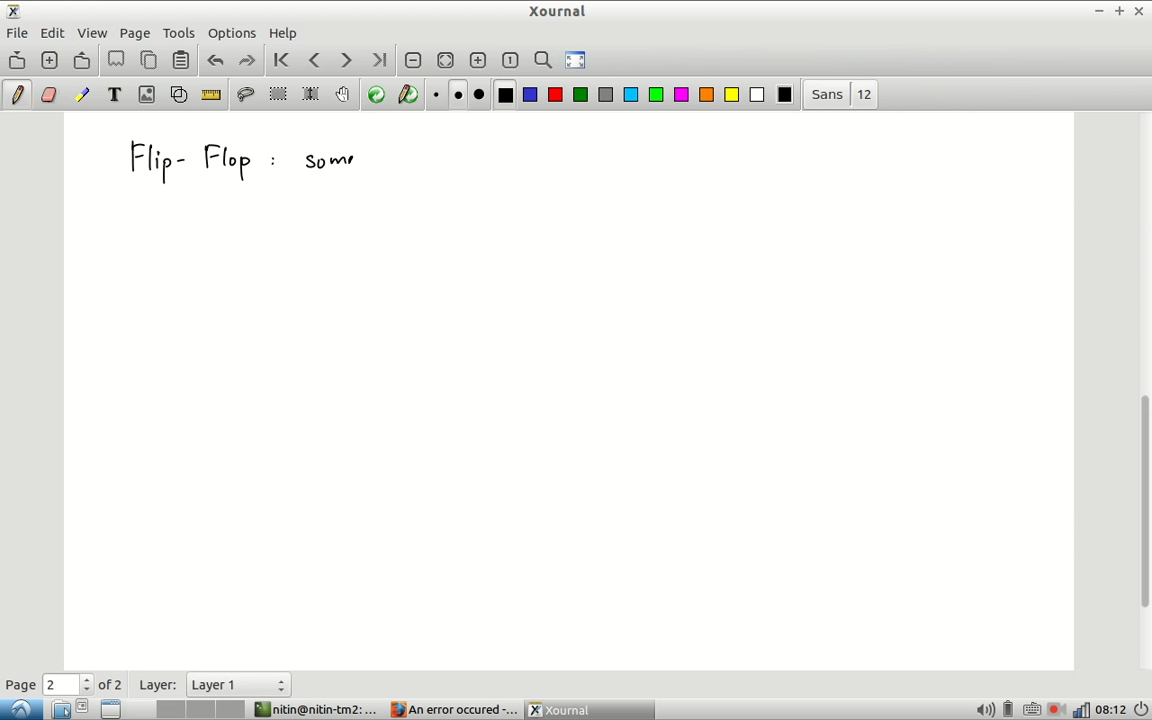 Xournal
File Edit View Page Tools Options Help
T Sans 12
Flip- Flop : some
Page 2 of 2 Layer: Layer 1
nitin@nitin-tm2: ... An error occured -... Xournal 08:12